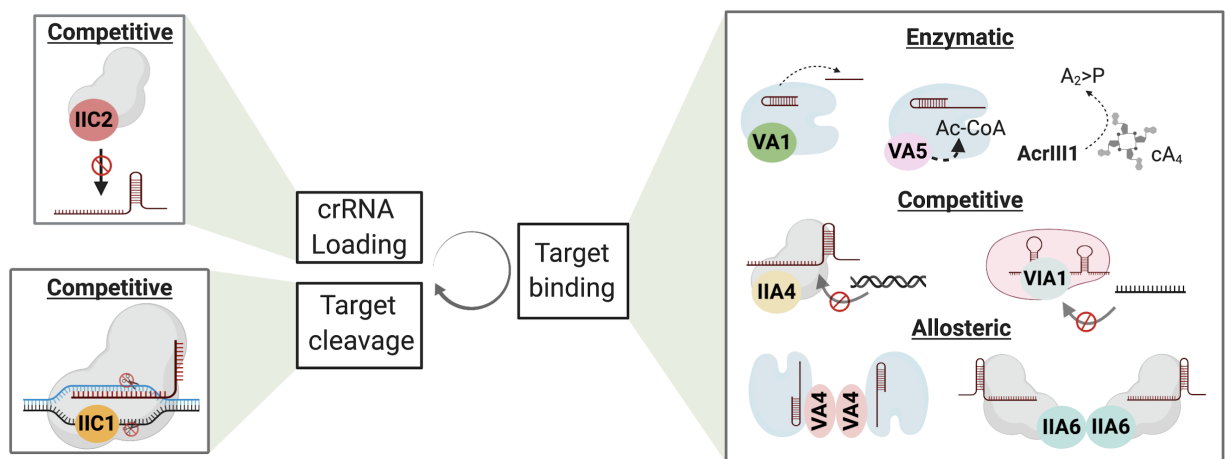 Competitive
IIC2
crRNA
Loading
Competitive
IIC1
Target
cleavage
Target
binding
Enzymatic
VA1
VA5
Ac-CoA
AcrIII1
A₂>P
cA₄
Competitive
IIA4
VIA1
Allosteric
VA4
VA4
IIA6
IIA6